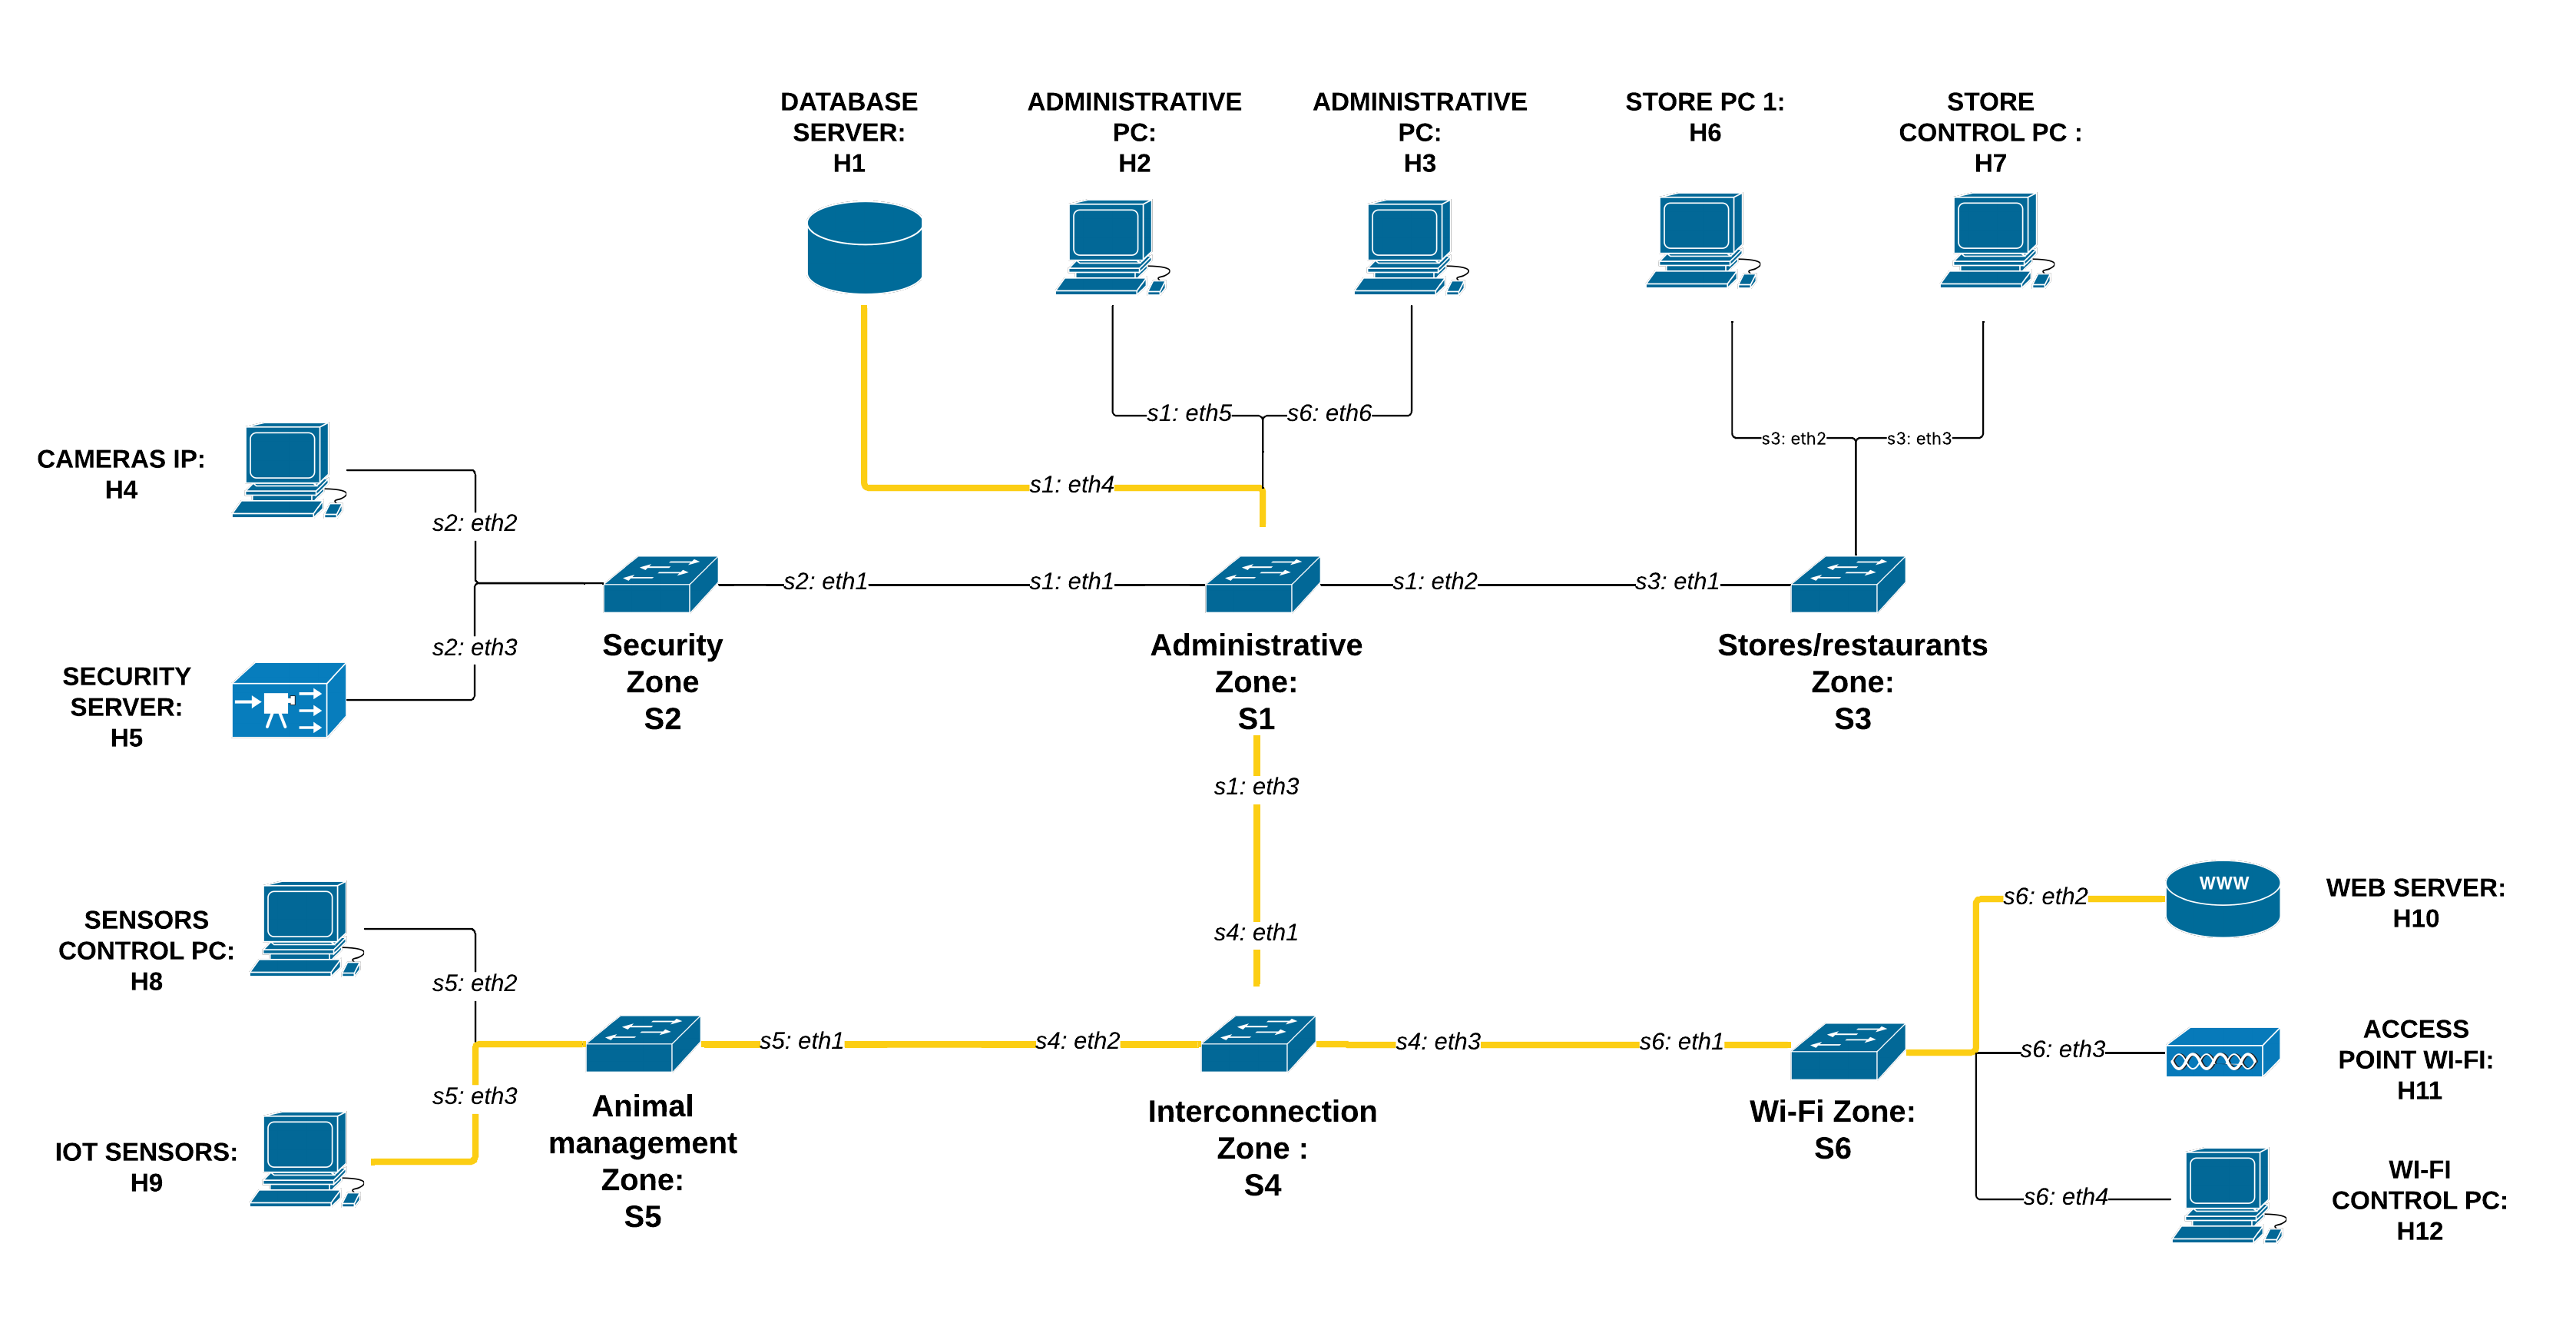 DATABASE
SERVER:
H1
ADMINISTRATIVE
PC:
H2
ADMINISTRATIVE
PC:
H3
STORE PC 1:
H6
STORE
CONTROL PC :
H7
s1: eth5
s6: eth6
s3: eth2
s3: eth3
CAMERAS IP:
H4
s1: eth4
s2: eth2
s2: eth1
s1: eth1
s1: eth2
s3: eth1
s2: eth3
SECURITY
SERVER:
H5
Security
Zone
S2
Administrative
Zone:
S1
Stores/restaurants
Zone:
S3
s1: eth3
s4: eth1
SENSORS
CONTROL PC:
H8
s5: eth2
s6: eth2
WWW
WEB SERVER:
H10
s5: eth1
s4: eth2
s4: eth3
s6: eth1
s6: eth3
ACCESS
POINT WI-FI:
H11
s5: eth3
IOT SENSORS:
H9
Animal
management
Zone:
S5
Interconnection
Zone :
S4
Wi-Fi Zone:
S6
s6: eth4
WI-FI
CONTROL PC:
H12